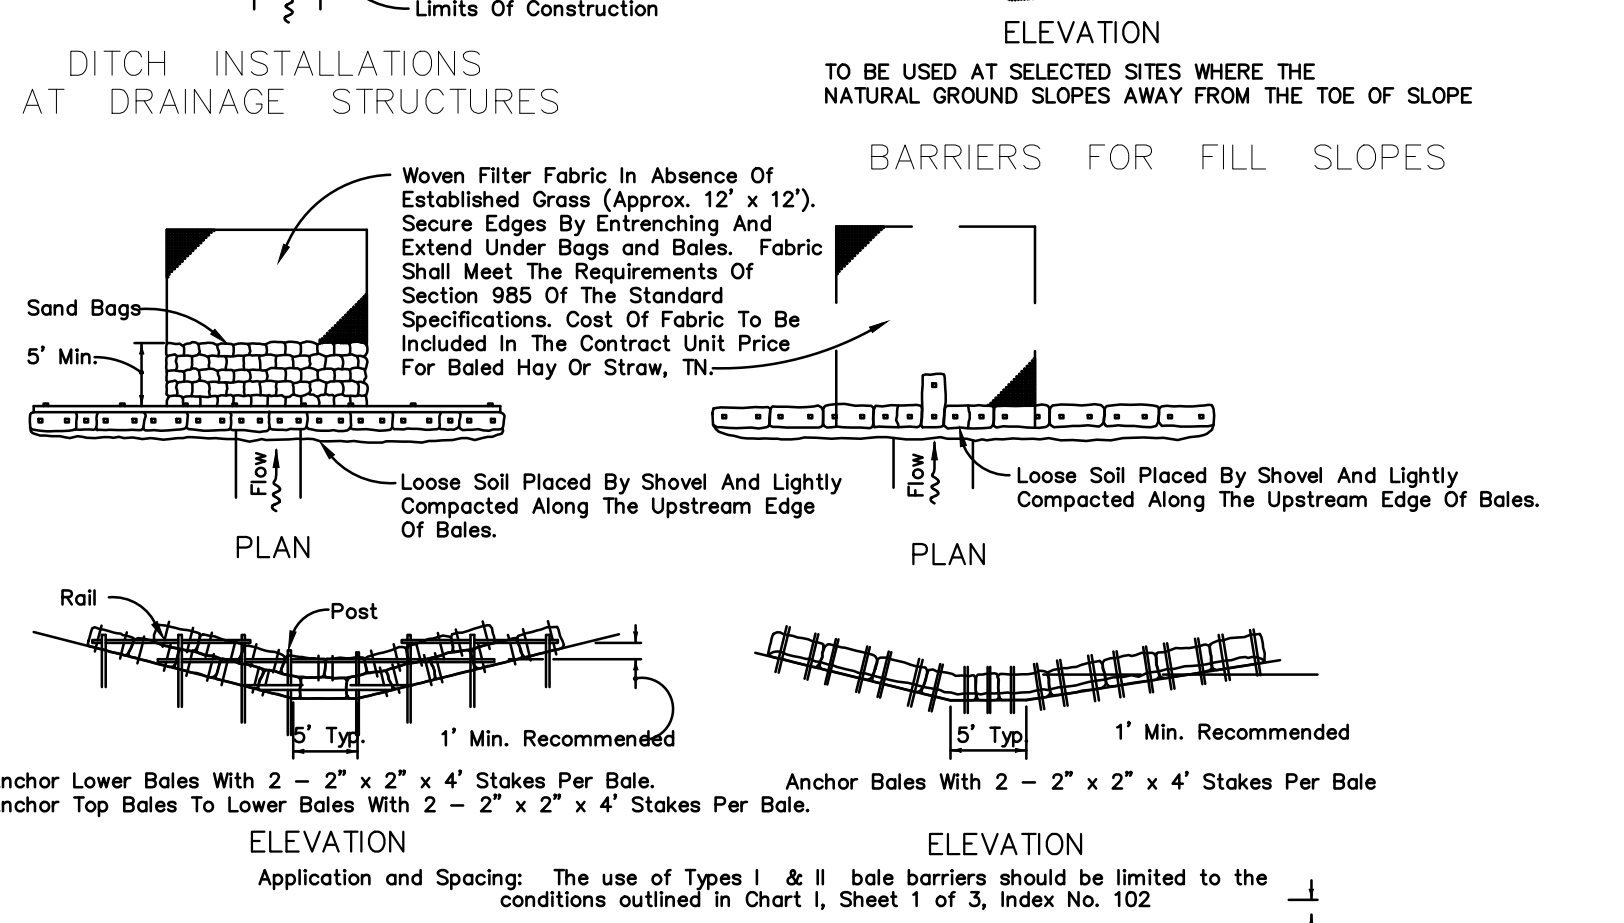 Limits Of Construction
DITCH INSTALLATIONS
AT DRAINAGE STRUCTURES
ELEVATION
TO BE USED AT SELECTED SITES WHERE THE
NATURAL GROUND SLOPES AWAY FROM THE TOE OF SLOPE
BARRIERS FOR FILL SLOPES
Woven Filter Fabric In Absence Of
Established Grass (Approx. 12' x 12').
Secure Edges By Entrenching And
Extend Under Bags and Bales. Fabric
Shall Meet The Requirements Of
Section 985 Of The Standard
Specifications. Cost Of Fabric To Be
Included In The Contract Unit Price
For Baled Hay Or Straw, TN.
Sand Bags
5' Min.
Flow
Loose Soil Placed By Shovel And Lightly
Compacted Along The Upstream Edge
Of Bales.
PLAN
Flow
Loose Soil Placed By Shovel And Lightly
Compacted Along The Upstream Edge Of Bales.
PLAN
Rail
Post
5' Typ.
1' Min. Recommended
nchor Lower Bales With 2 – 2" x 2" x 4' Stakes Per Bale.
nchor Top Bales To Lower Bales With 2 – 2" x 2" x 4' Stakes Per Bale.
ELEVATION
5' Typ.
1' Min. Recommended
Anchor Bales With 2 – 2" x 2" x 4' Stakes Per Bale
ELEVATION
Application and Spacing: The use of Types I & II bale barriers should be limited to the
conditions outlined in Chart I, Sheet 1 of 3, Index No. 102